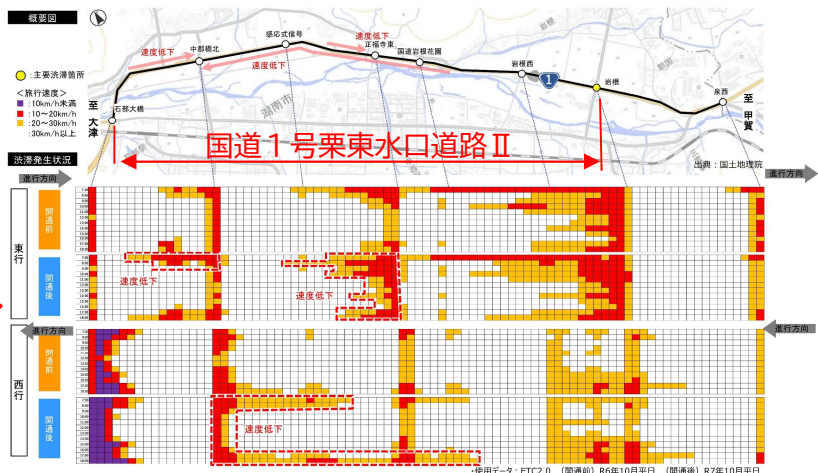 概要図
速度低下
中郡橋北
感応式信号
速度低下
速度低下
正福寺東
国道岩根花園
岩根西
1
岩根
泉西
:主要渋滞箇所
<旅行速度>
:10km/h未満
:10~20km/h
:20~30km/h
:30km/h以上
至 大津
石部大橋
湖南市
至 甲賀
国道1号栗東水口道路Ⅱ
出典:国土地理院
渋滞発生状況
進行方向
進行方向
東行
開通前
開通後
速度低下
速度低下
進行方向
進行方向
西行
開通前
開通後
速度低下
・使用データ:ETC2.0 (開通前)R6年10月平日 (開通後)R7年10月平日